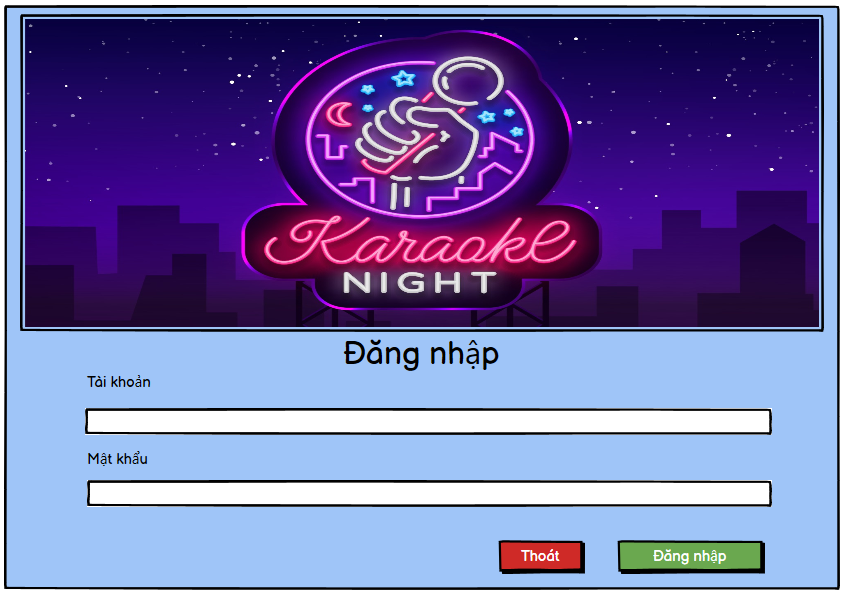 Karaoke
NIGHT
Đăng nhập
Tài khoản
Mật khẩu
Thoát
Đăng nhập